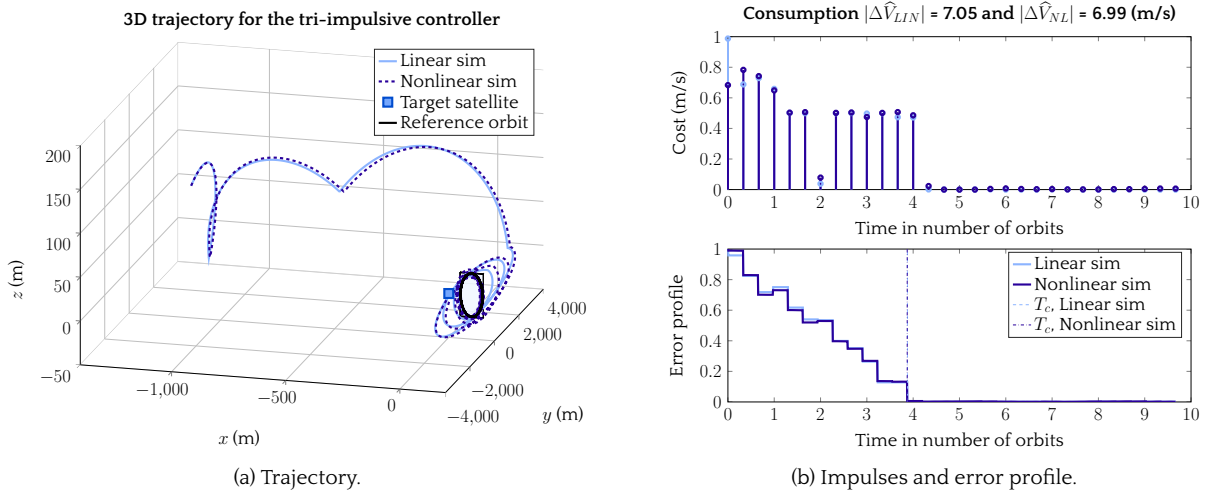 3D trajectory for the tri-impulsive controller
Linear sim
Nonlinear sim
Target satellite
Reference orbit
200
150
100
50
0
−50
z (m)
−1,000
−500
0
x (m)
4,000
2,000
0
−2,000
−4,000
y (m)
(a) Trajectory.
Consumption |ΔV̂_LIN| = 7.05 and |ΔV̂_NL| = 6.99 (m/s)
1
0.8
0.6
0.4
0.2
0
Cost (m/s)
0 1 2 3 4 5 6 7 8 9 10
Time in number of orbits
1
0.8
0.6
0.4
0.2
0
Error profile
Linear sim
Nonlinear sim
T_c, Linear sim
T_c, Nonlinear sim
0 1 2 3 4 5 6 7 8 9 10
Time in number of orbits
(b) Impulses and error profile.